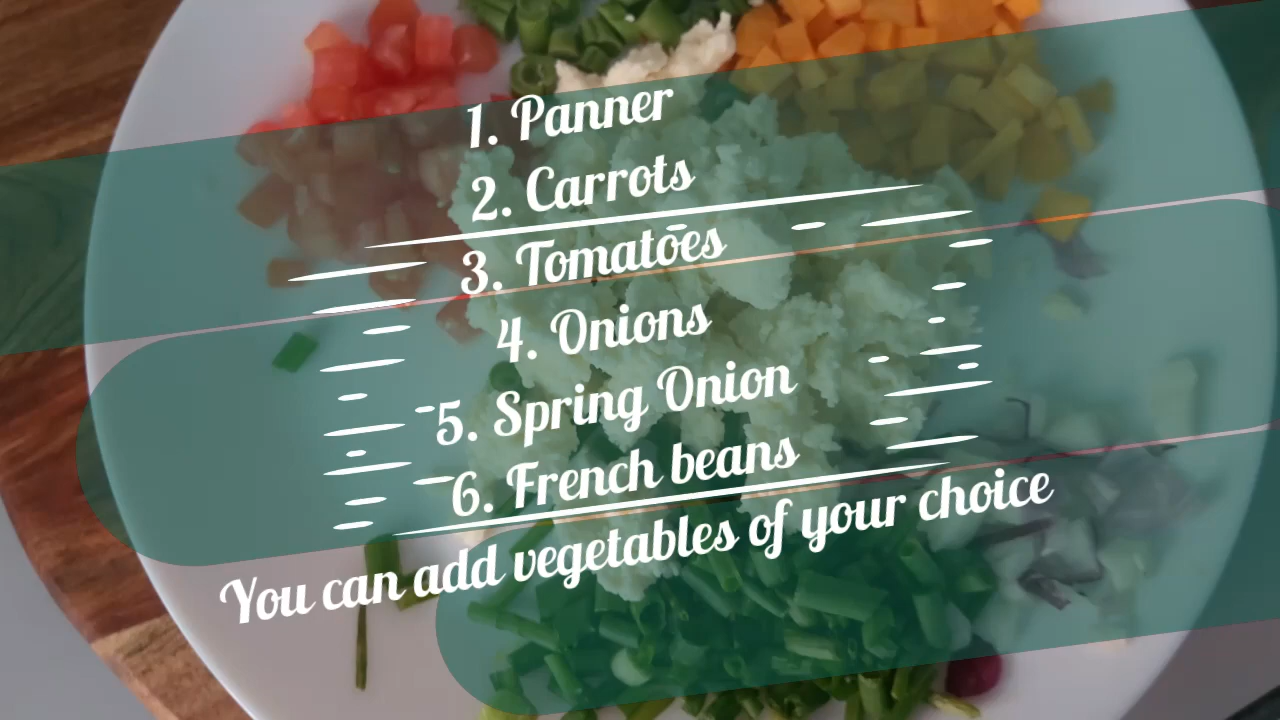 1. Panner
2. Carrots
3. Tomatoes
4. Onions
5. Spring Onion
6. French beans
You can add vegetables of your choice